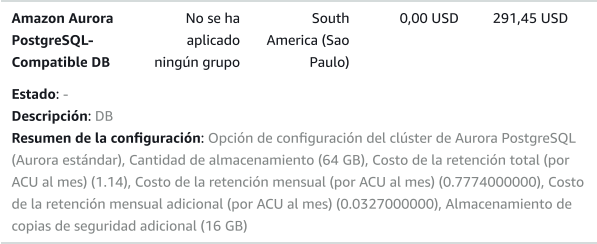 Amazon Aurora No se ha South 0,00 USD 291,45 USD
PostgreSQL- aplicado America (Sao
Compatible DB ningún grupo Paulo)
Estado: -
Descripción: DB
Resumen de la configuración: Opción de configuración del clúster de Aurora PostgreSQL
(Aurora estándar), Cantidad de almacenamiento (64 GB), Costo de la retención total (por
ACU al mes) (1.14), Costo de la retención mensual (por ACU al mes) (0.7774000000), Costo
de la retención mensual adicional (por ACU al mes) (0.0327000000), Almacenamiento de
copias de seguridad adicional (16 GB)